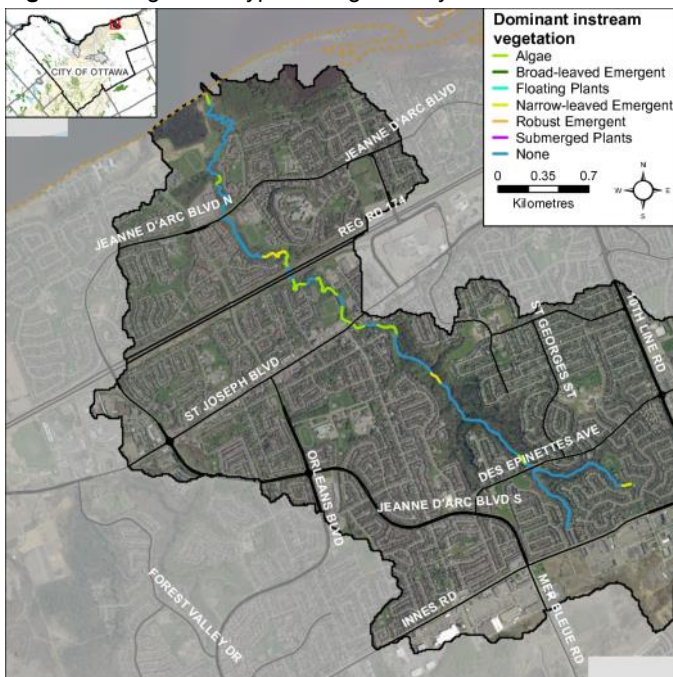 CITY OF OTTAWA
Dominant instream
vegetation
Algae
Broad-leaved Emergent
Floating Plants
Narrow-leaved Emergent
Robust Emergent
Submerged Plants
None
0 0.35 0.7
Kilometres
N
W E
S
JEANNE D'ARC BLVD
JEANNE D'ARC BLVD N
REG RD 174
ST GEORGES ST
10TH LINE RD
ST JOSEPH BLVD
DES EPINETTES AVE
ORLEANS BLVD
JEANNE D'ARC BLVD S
FOREST VALLEY DR
INNES RD
MER BLEUE RD